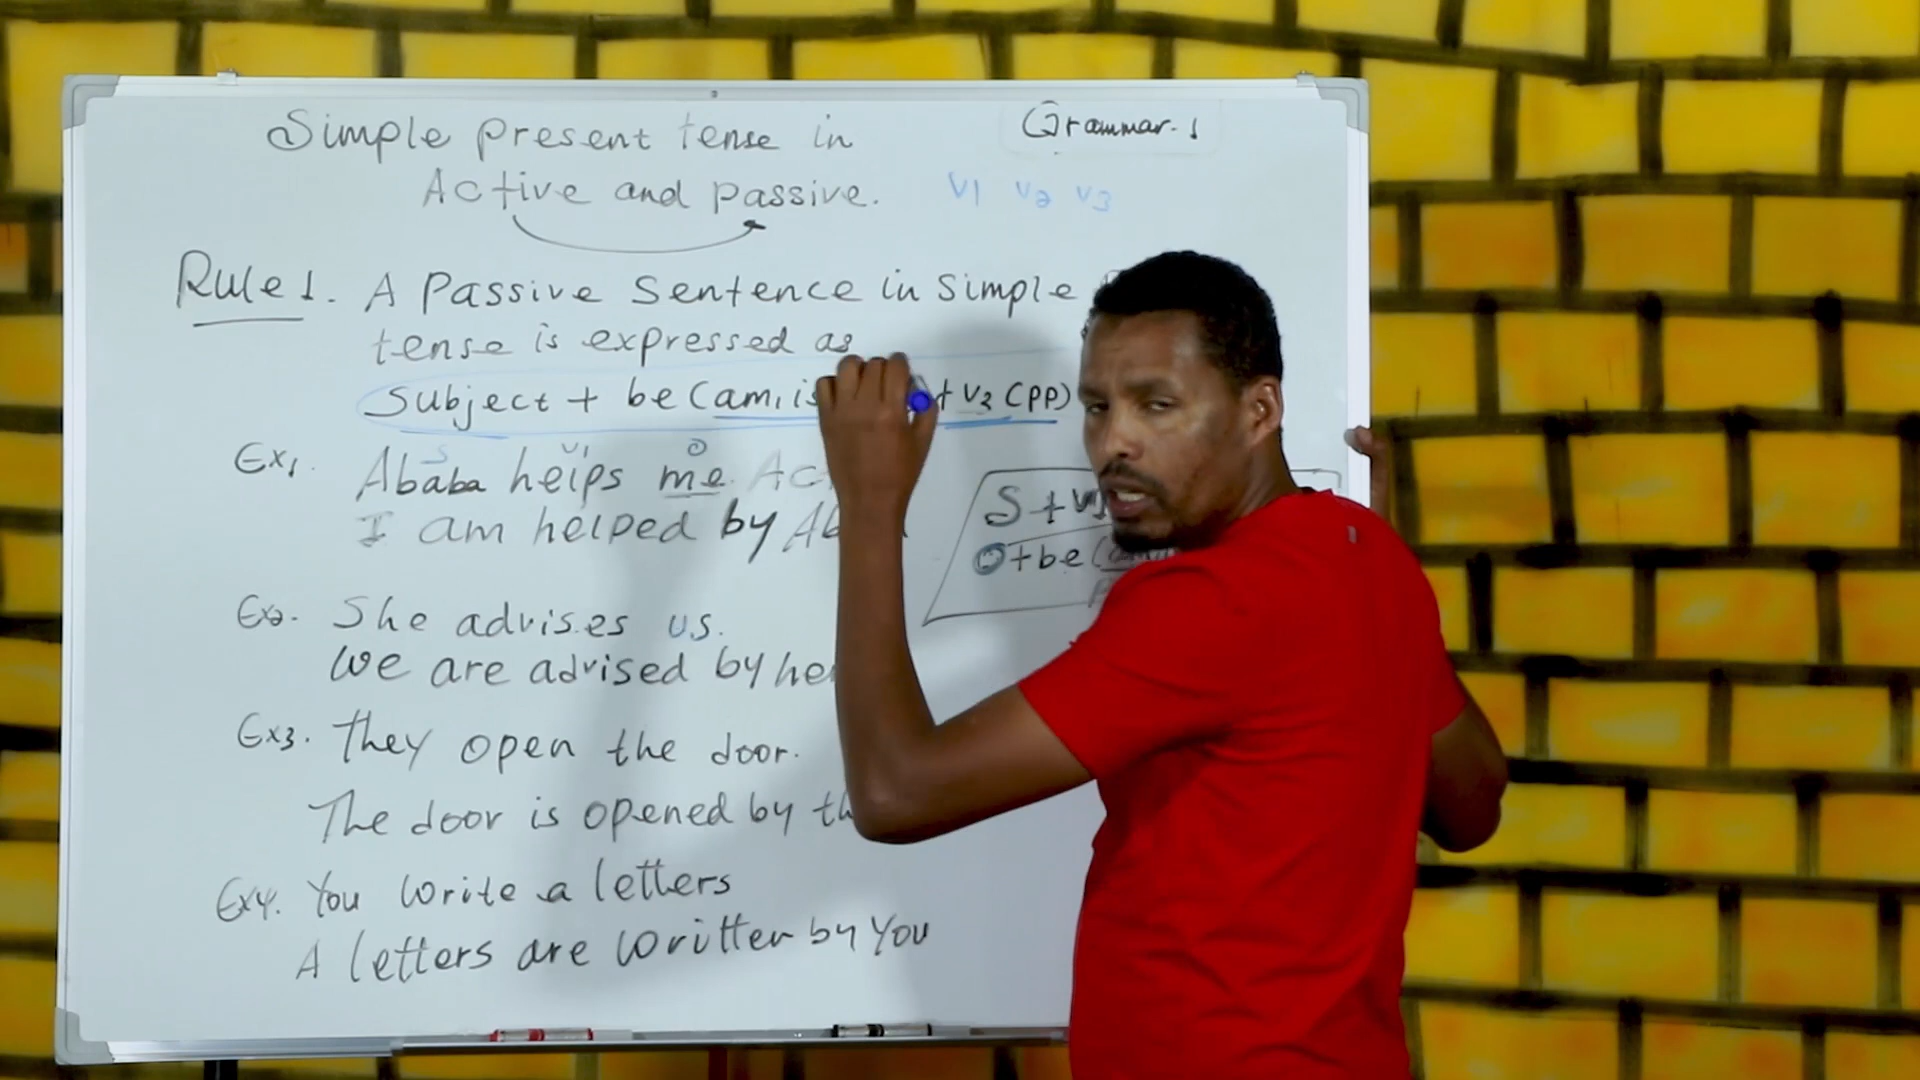 Simple present tense in
Grammar. 1
Active and passive.
V1 V2 V3
Rule 1. A Passive Sentence in Simple
tense is expressed as
Subject + be (am, is + V3 (PP)
S V1 O
Ex1. Ababa helps me.
I am helped by
S +
O + be
Ex2. She advises us.
We are advised by
Ex3. They open the door.
The door is opened by
Ex4. You write a letters
A letters are written by You